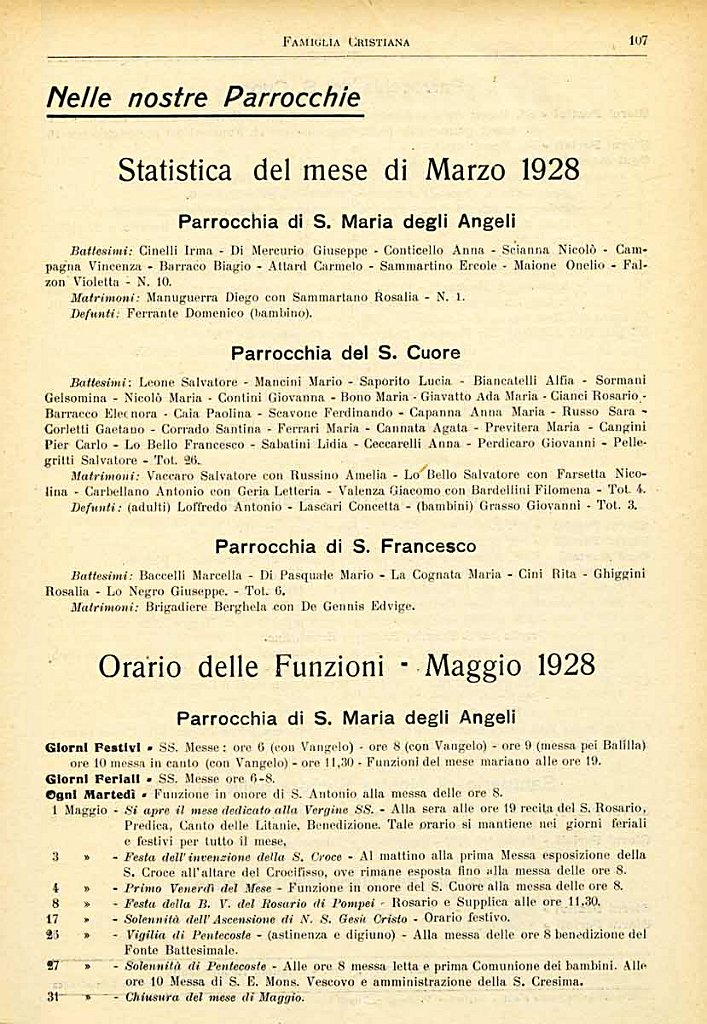 FAMIGLIA CRISTIANA 107
Nelle nostre Parrocchie
Statistica del mese di Marzo 1928
Parrocchia di S. Maria degli Angeli
Battesimi: Cinelli Irma - Di Mercurio Giuseppe - Conticello Anna - Scianna Nicolò - Cam-
pagna Vincenza - Barraco Biagio - Attard Carmelo - Sammartino Ercole - Maione Onelio - Fal-
zon Violetta - N. 10.
Matrimoni: Manuguerra Diego con Sammartano Rosalia - N. 1.
Defunti: Ferrante Domenico (bambino).
Parrocchia del S. Cuore
Battesimi: Leone Salvatore - Mancini Mario - Saporito Lucia - Biancatelli Alfia - Sormani
Gelsomina - Nicolò Maria - Contini Giovanna - Bono Maria - Giavatto Ada Maria - Cianci Rosario -
Barracco Eleonora - Caia Paolina - Scavone Ferdinando - Capanna Anna Maria - Russo Sara -
Corletti Gaetano - Corrado Santina - Ferrari Maria - Cannata Agata - Previtera Maria - Cangini
Pier Carlo - Lo Bello Francesco - Sabatini Lidia - Ceccarelli Anna - Perdicaro Giovanni - Pelle-
gritti Salvatore - Tot. 26.
Matrimoni: Vaccaro Salvatore con Russino Amelia - Lo Bello Salvatore con Farsetta Nico-
lina - Carbellano Antonio con Geria Letteria - Valenza Giacomo con Bardellini Filomena - Tot. 4.
Defunti: (adulti) Loffredo Antonio - Lascari Concetta - (bambini) Grasso Giovanni - Tot. 3.
Parrocchia di S. Francesco
Battesimi: Baccelli Marcella - Di Pasquale Mario - La Cognata Maria - Cini Rita - Ghiggini
Rosalia - Lo Negro Giuseppe. - Tot. 6.
Matrimoni: Brigadiere Berghela con De Gennis Edvige.
Orario delle Funzioni - Maggio 1928
Parrocchia di S. Maria degli Angeli
Giorni Festivi - SS. Messe: ore 6 (con Vangelo) - ore 8 (con Vangelo) - ore 9 (messa pei Balilla)
ore 10 messa in canto (con Vangelo) - ore 11,30 - Funzioni del mese mariano alle ore 19.
Giorni Feriali - SS. Messe ore 6-8.
Ogni Martedì - Funzione in onore di S. Antonio alla messa delle ore 8.
1 Maggio - Si apre il mese dedicato alla Vergine SS. - Alla sera alle ore 19 recita del S. Rosario,
Predica, Canto delle Litanie, Benedizione. Tale orario si mantiene nei giorni feriali
e festivi per tutto il mese,
3 » - Festa dell'invenzione della S. Croce - Al mattino alla prima Messa esposizione della
S. Croce all'altare del Crocifisso, ove rimane esposta fino alla messa delle ore 8.
4 » - Primo Venerdì del Mese - Funzione in onore del S. Cuore alla messa delle ore 8.
8 » - Festa della B. V. del Rosario di Pompei - Rosario e Supplica alle ore 11.30.
17 » - Solennità dell'Ascensione di N. S. Gesù Cristo - Orario festivo.
26 » - Vigilia di Pentecoste - (astinenza e digiuno) - Alla messa delle ore 8 benedizione del
Fonte Battesimale.
27 » - Solennità di Pentecoste - Alle ore 8 messa letta e prima Comunione dei bambini. Alle
ore 10 Messa di S. E. Mons. Vescovo e amministrazione della S. Cresima.
31 » - Chiusura del mese di Maggio.